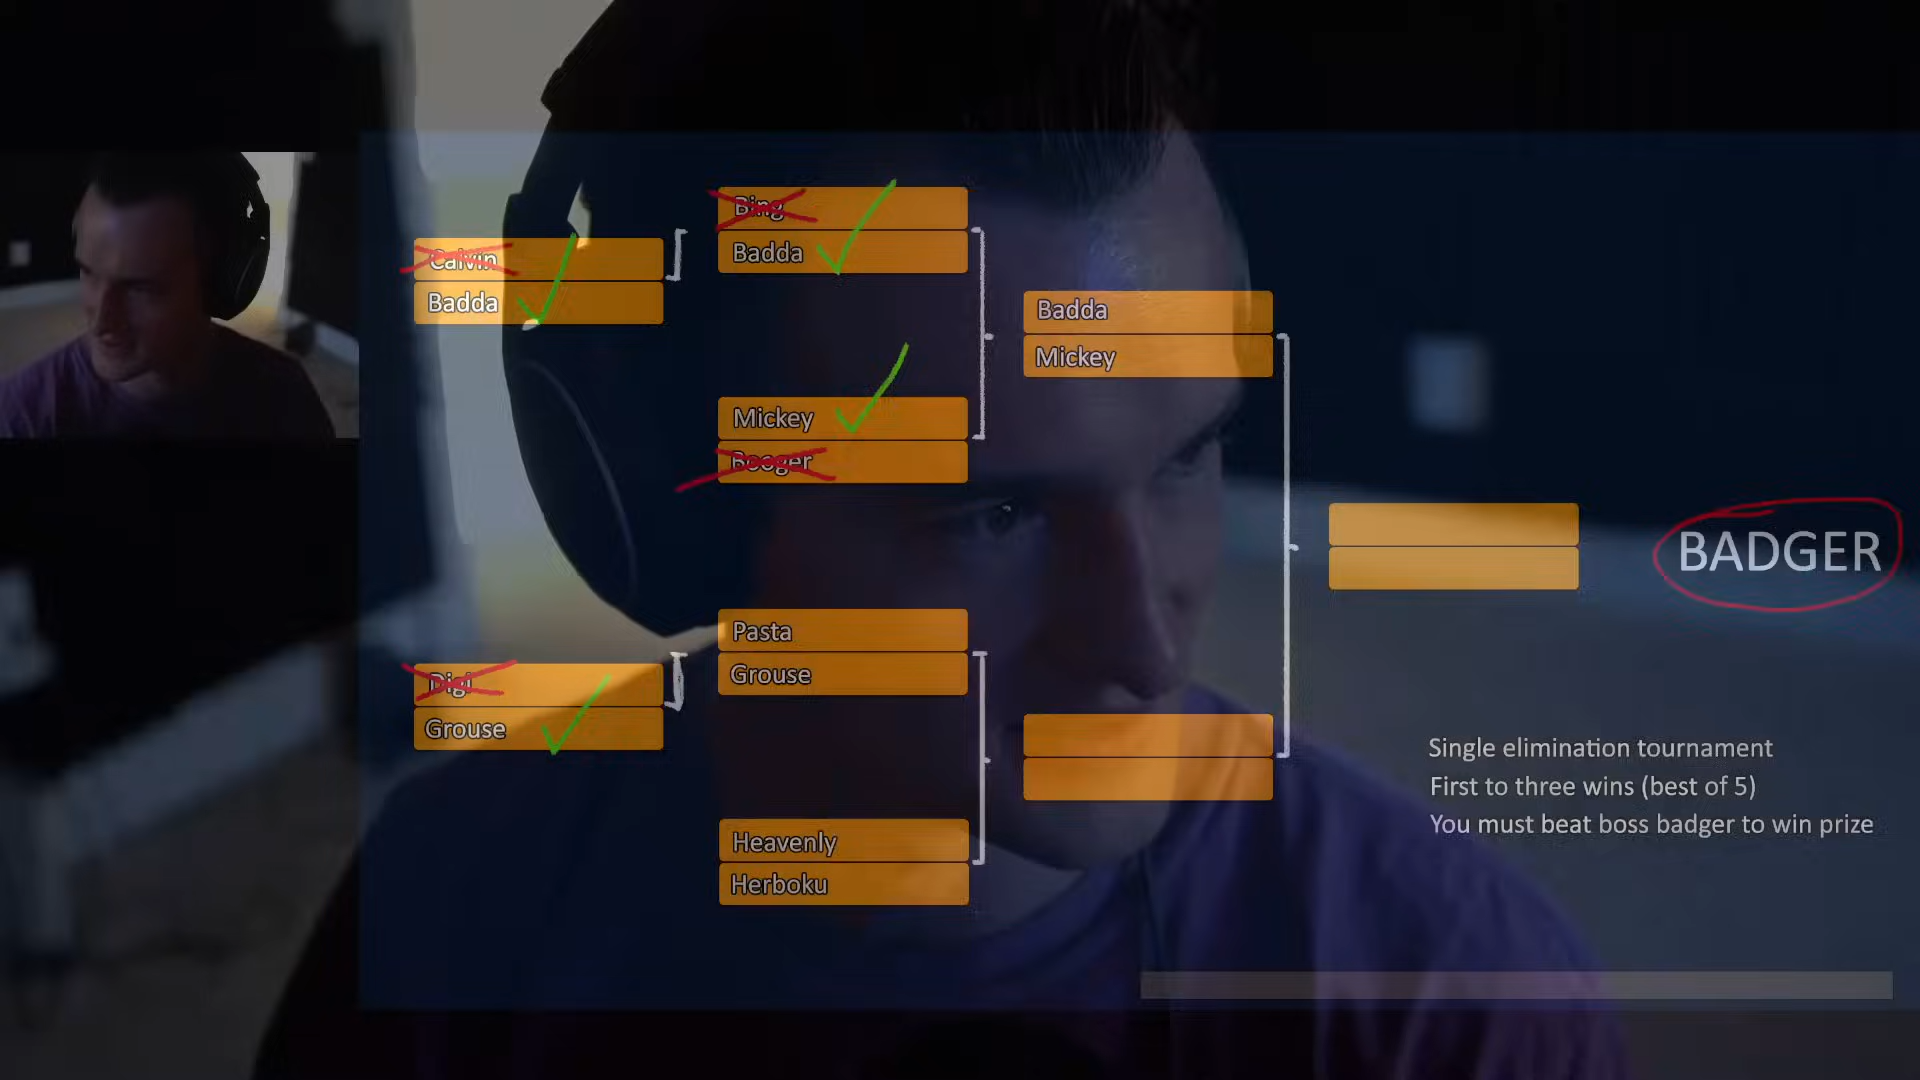 Calvin
Badda
Digi
Grouse
Bing
Badda
Mickey
Booger
Pasta
Grouse
Heavenly
Herboku
Badda
Mickey
BADGER
Single elimination tournament
First to three wins (best of 5)
You must beat boss badger to win prize